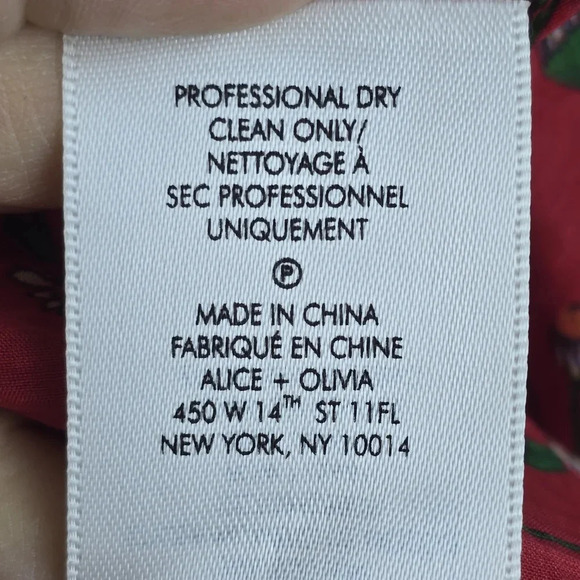 PROFESSIONAL DRY
CLEAN ONLY/
NETTOYAGE À
SEC PROFESSIONNEL
UNIQUEMENT
Ⓟ
MADE IN CHINA
FABRIQUÉ EN CHINE
ALICE + OLIVIA
450 W 14TH ST 11FL
NEW YORK, NY 10014